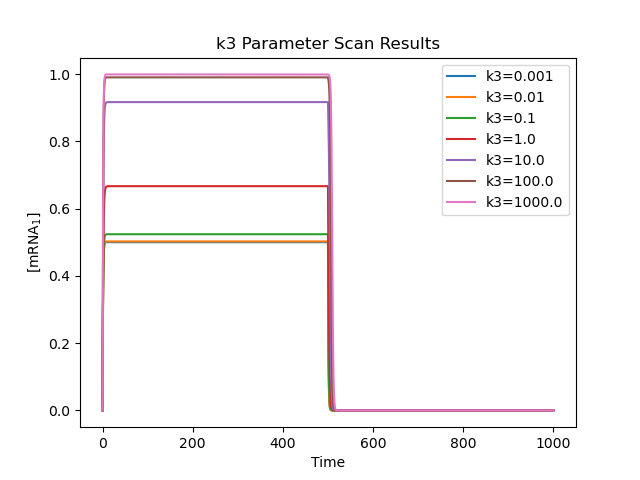 k3 Parameter Scan Results
[mRNA₁]
1.0
0.8
0.6
0.4
0.2
0.0
k3=0.001
k3=0.01
k3=0.1
k3=1.0
k3=10.0
k3=100.0
k3=1000.0
0 200 400 600 800 1000
Time